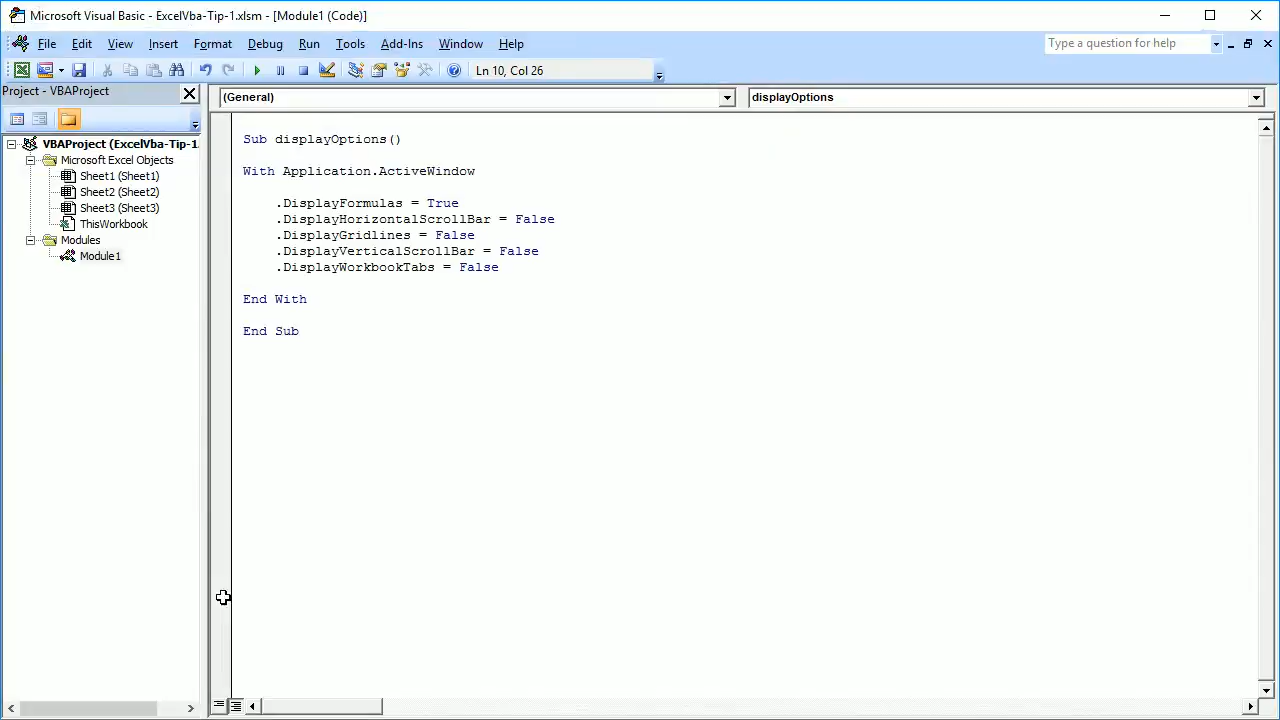 Microsoft Visual Basic - ExcelVba-Tip-1.xlsm - [Module1 (Code)]
File Edit View Insert Format Debug Run Tools Add-Ins Window Help
Type a question for help
Ln 10, Col 26
Project - VBAProject
(General)
displayOptions
VBAProject (ExcelVba-Tip-1.
Microsoft Excel Objects
Sheet1 (Sheet1)
Sheet2 (Sheet2)
Sheet3 (Sheet3)
ThisWorkbook
Modules
Module1
Sub displayOptions()
With Application.ActiveWindow
.DisplayFormulas = True
.DisplayHorizontalScrollBar = False
.DisplayGridlines = False
.DisplayVerticalScrollBar = False
.DisplayWorkbookTabs = False
End With
End Sub